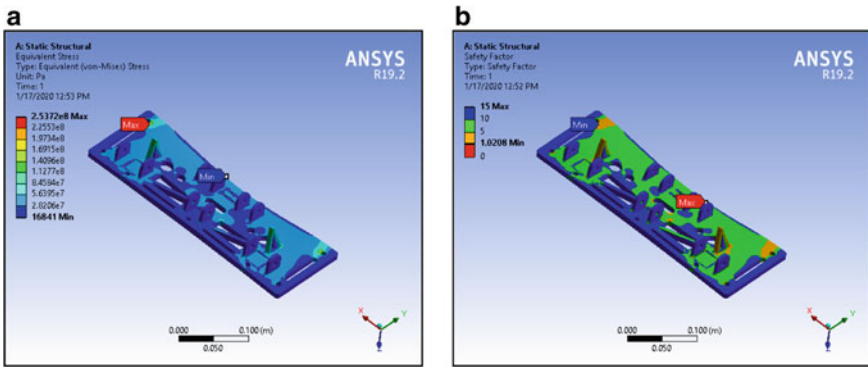 a
A: Static Structural
Equivalent Stress
Type: Equivalent (von-Mises) Stress
Unit: Pa
Time: 1
1/17/2020 12:53 PM
ANSYS
R19.2
2.5372e8 Max
2.2553e8
1.9734e8
1.6915e8
1.4096e8
1.1277e8
8.4584e7
5.6395e7
2.8206e7
16841 Min
Max
Min
0.000
0.100 (m)
0.050
X
Y
Z
b
A: Static Structural
Safety Factor
Type: Safety Factor
Time: 1
1/17/2020 12:52 PM
ANSYS
R19.2
15 Max
10
5
1.0208 Min
0
Min
Max
0.000
0.100 (m)
0.050
X
Y
Z